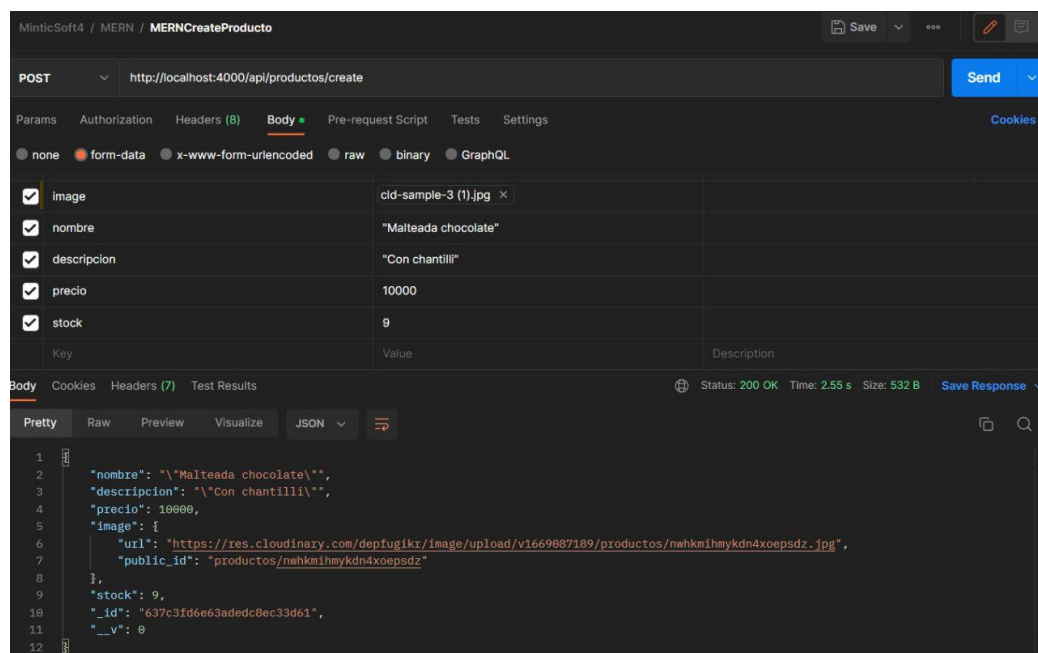 MinticSoft4 / MERN / MERNCreateProducto Save ooo
POST http://localhost:4000/api/productos/create Send
Params Authorization Headers (8) Body Pre-request Script Tests Settings Cookies
none form-data x-www-form-urlencoded raw binary GraphQL
image cld-sample-3 (1).jpg ×
nombre "Malteada chocolate"
descripcion "Con chantilli"
precio 10000
stock 9
Key Value Description
Body Cookies Headers (7) Test Results Status: 200 OK Time: 2.55 s Size: 532 B Save Response
Pretty Raw Preview Visualize JSON
1 {
2 "nombre": "\"Malteada chocolate\"",
3 "descripcion": "\"Con chantilli\"",
4 "precio": 10000,
5 "image": {
6 "url": "https://res.cloudinary.com/depfugikr/image/upload/v1669087189/productos/nwhkmihmykdn4xoepsdz.jpg",
7 "public_id": "productos/nwhkmihmykdn4xoepsdz"
8 },
9 "stock": 9,
10 "_id": "637c3fd6e63adedc8ec33d61",
11 "__v": 0
12 }